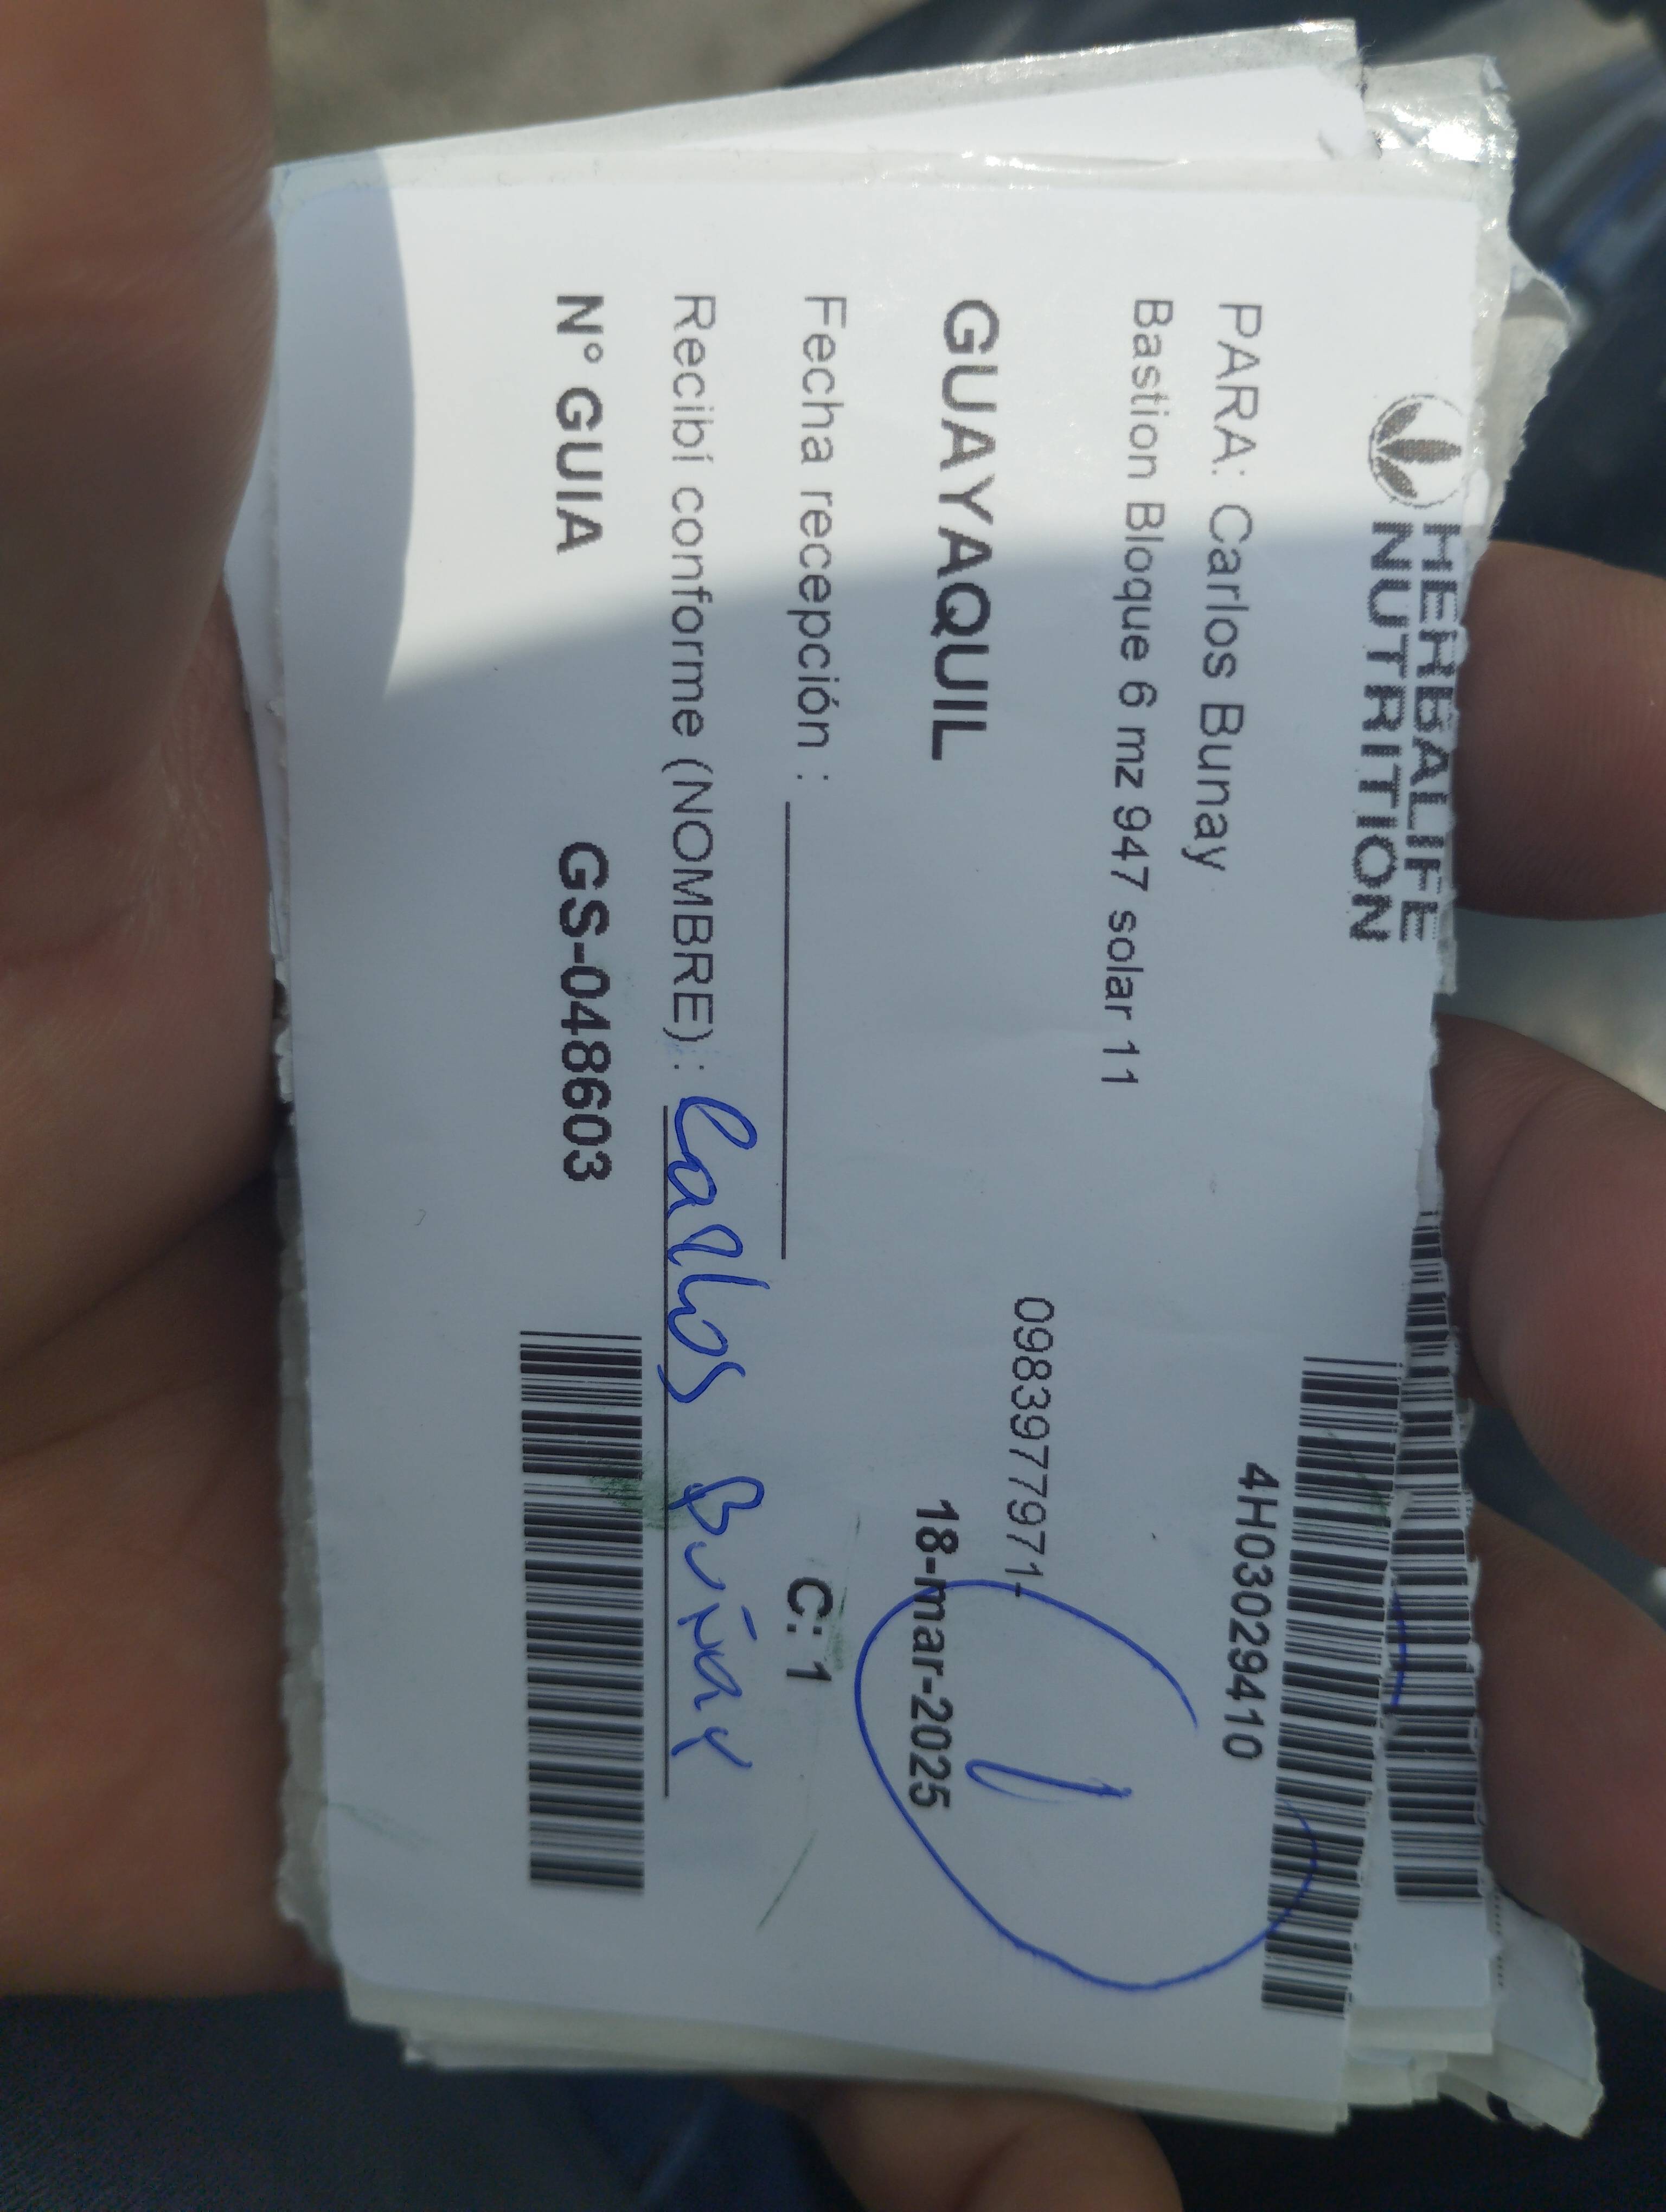 HERBALIFE
NUTRITION
4H03029410
PARA: Carlos Bunay
Bastion Bloque 6 mz 947 solar 11
0983977971
GUAYAQUIL
18-mar-2025
Fecha recepción :
C: 1
Recibí conforme (NOMBRE) : Carlos Buñay
N° GUIA GS-048603